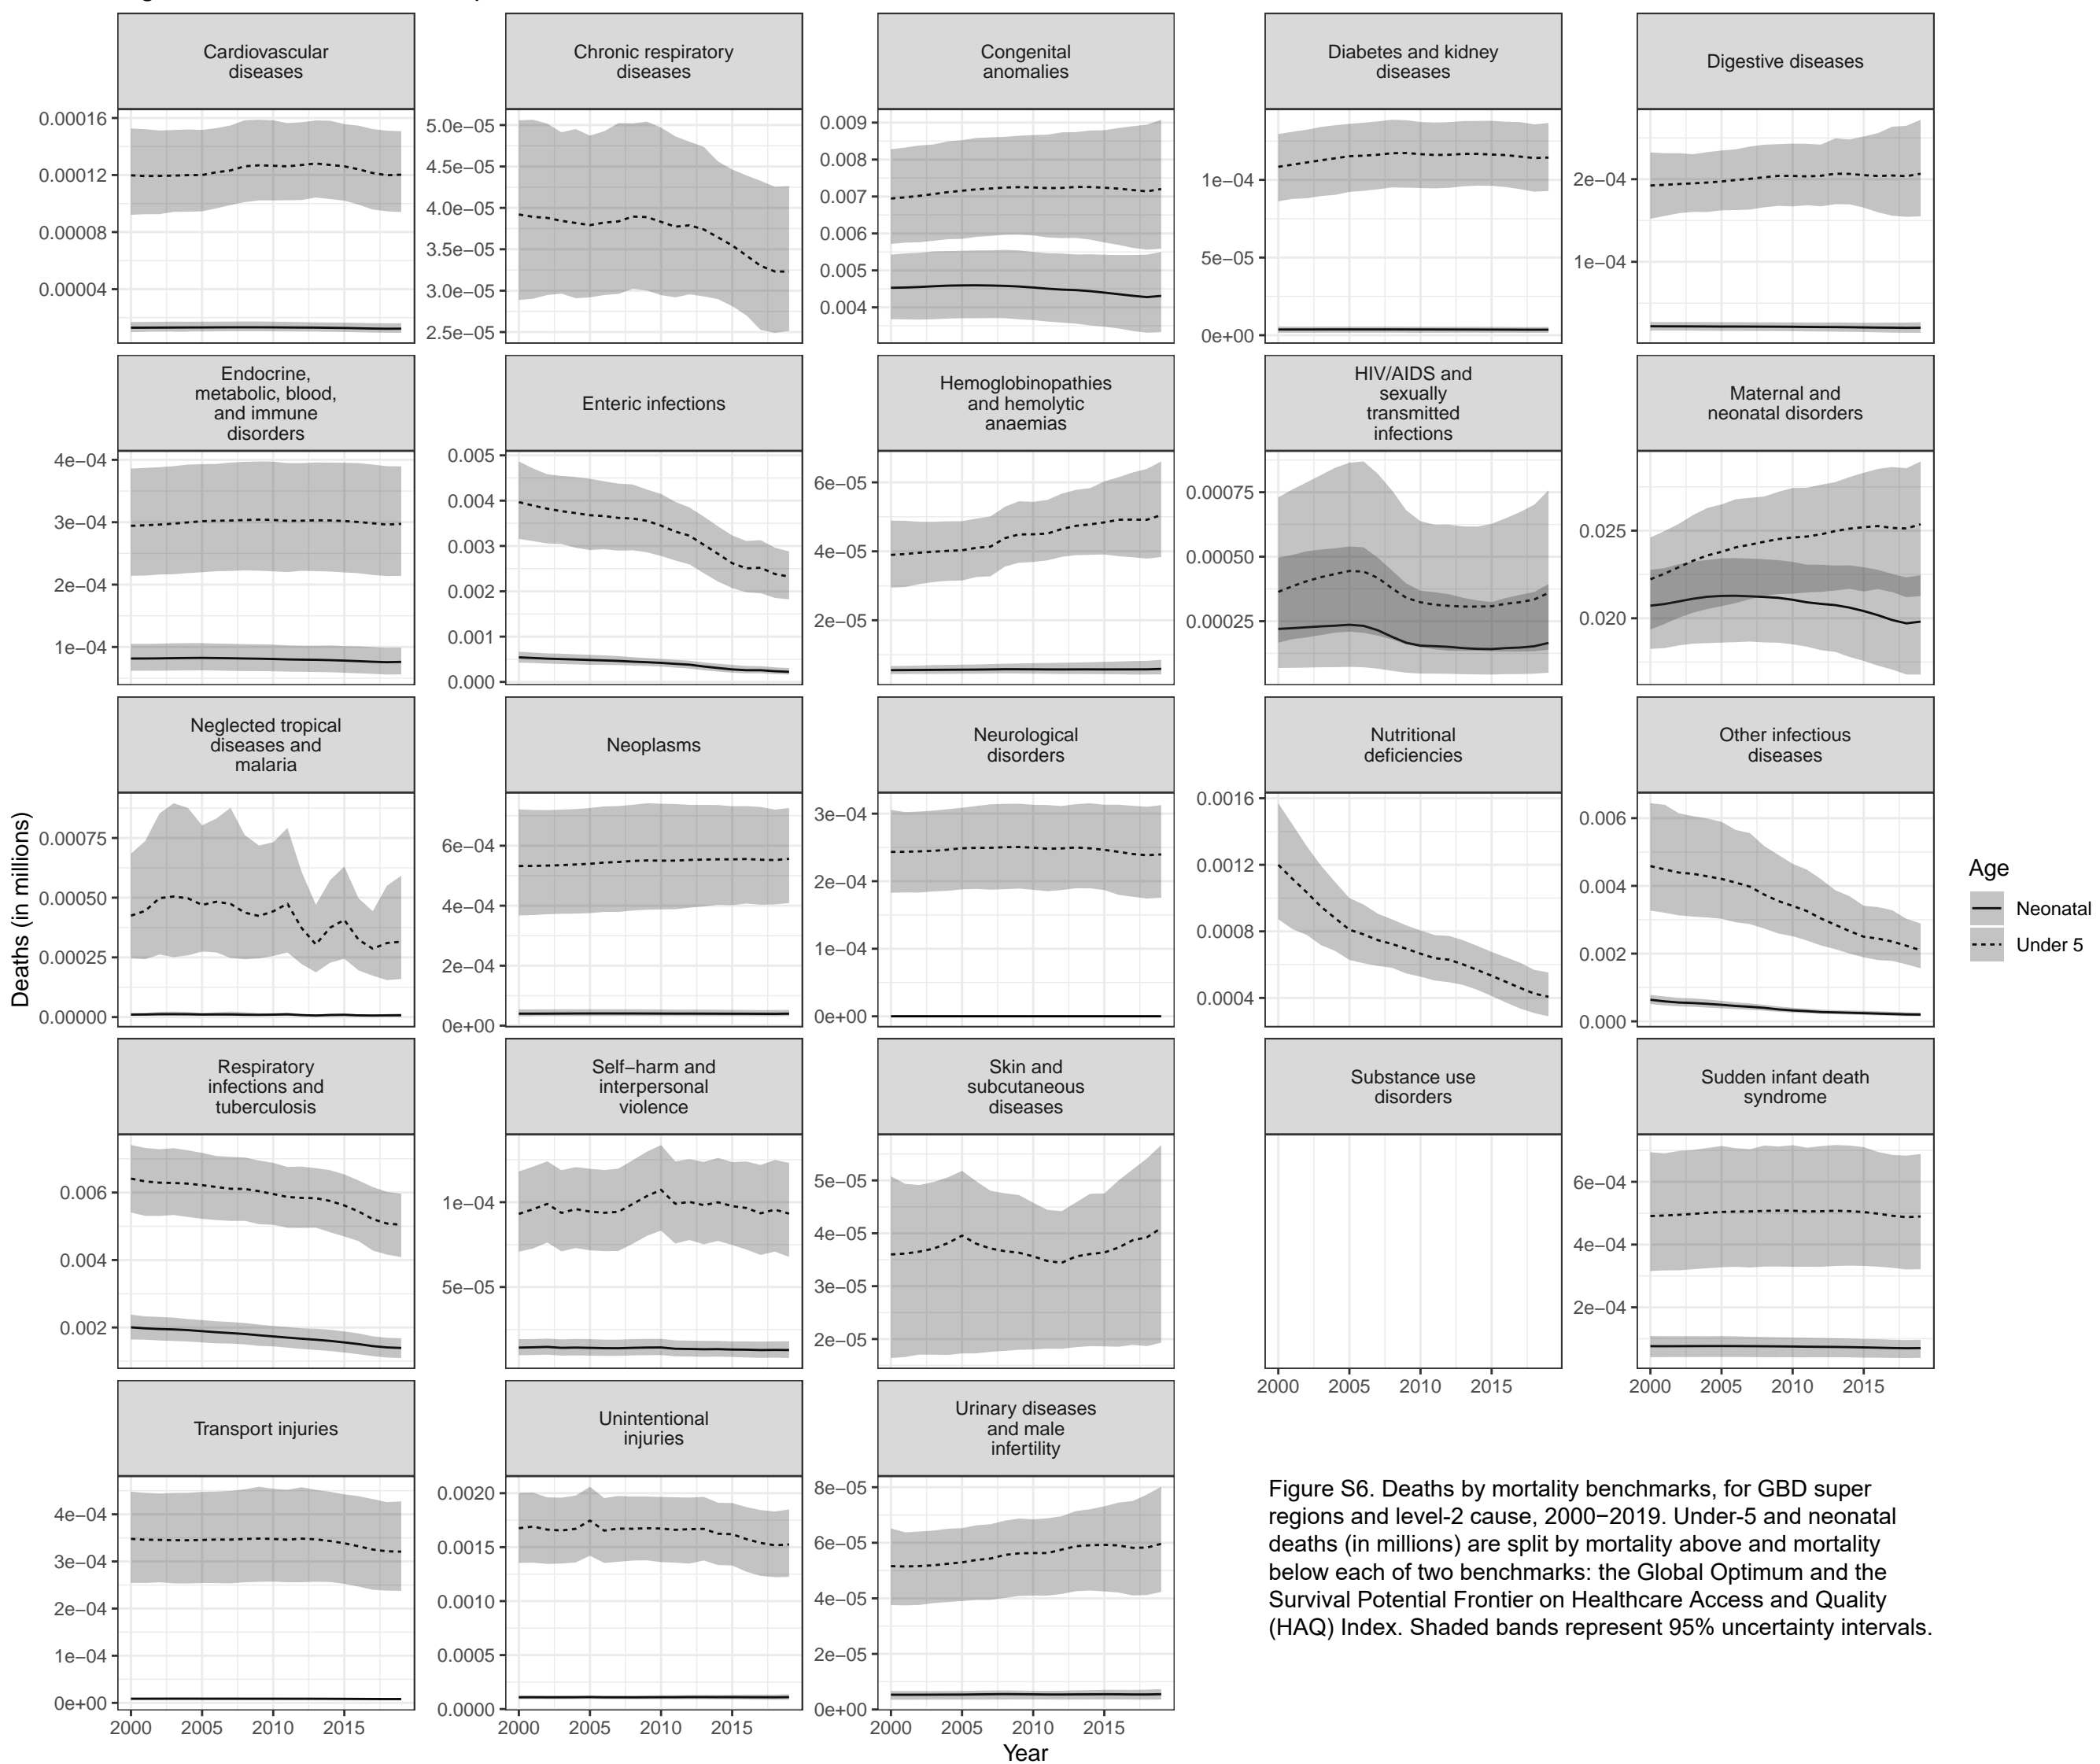 Cardiovascular
diseases
Chronic respiratory
diseases
Congenital
anomalies
Diabetes and kidney
diseases
Digestive diseases
0.00016
0.00012
0.00008
0.00004
5.0e−05
4.5e−05
4.0e−05
3.5e−05
3.0e−05
2.5e−05
0.009
0.008
0.007
0.006
0.005
0.004
1e−04
5e−05
0e+00
2e−04
1e−04
Endocrine,
metabolic, blood,
and immune
disorders
Enteric infections
Hemoglobinopathies
and hemolytic
anaemias
HIV/AIDS and
sexually
transmitted
infections
Maternal and
neonatal disorders
4e−04
3e−04
2e−04
1e−04
0.005
0.004
0.003
0.002
0.001
0.000
6e−05
4e−05
2e−05
0.00075
0.00050
0.00025
0.025
0.020
Neglected tropical
diseases and
malaria
Neoplasms
Neurological
disorders
Nutritional
deficiencies
Other infectious
diseases
0.00075
0.00050
0.00025
0.00000
6e−04
4e−04
2e−04
0e+00
3e−04
2e−04
1e−04
0e+00
0.0016
0.0012
0.0008
0.0004
0.006
0.004
0.002
0.000
Deaths (in millions)
Age
Neonatal
Under 5
Respiratory
infections and
tuberculosis
Self−harm and
interpersonal
violence
Skin and
subcutaneous
diseases
Substance use
disorders
Sudden infant death
syndrome
0.006
0.004
0.002
1e−04
5e−05
5e−05
4e−05
3e−05
2e−05
2000 2005 2010 2015
6e−04
4e−04
2e−04
2000 2005 2010 2015
Transport injuries
Unintentional
injuries
Urinary diseases
and male
infertility
4e−04
3e−04
2e−04
1e−04
0e+00
2000 2005 2010 2015
0.0020
0.0015
0.0010
0.0005
0.0000
2000 2005 2010 2015
8e−05
6e−05
4e−05
2e−05
0e+00
2000 2005 2010 2015
Year
Figure S6. Deaths by mortality benchmarks, for GBD super
regions and level-2 cause, 2000−2019. Under-5 and neonatal
deaths (in millions) are split by mortality above and mortality
below each of two benchmarks: the Global Optimum and the
Survival Potential Frontier on Healthcare Access and Quality
(HAQ) Index. Shaded bands represent 95% uncertainty intervals.